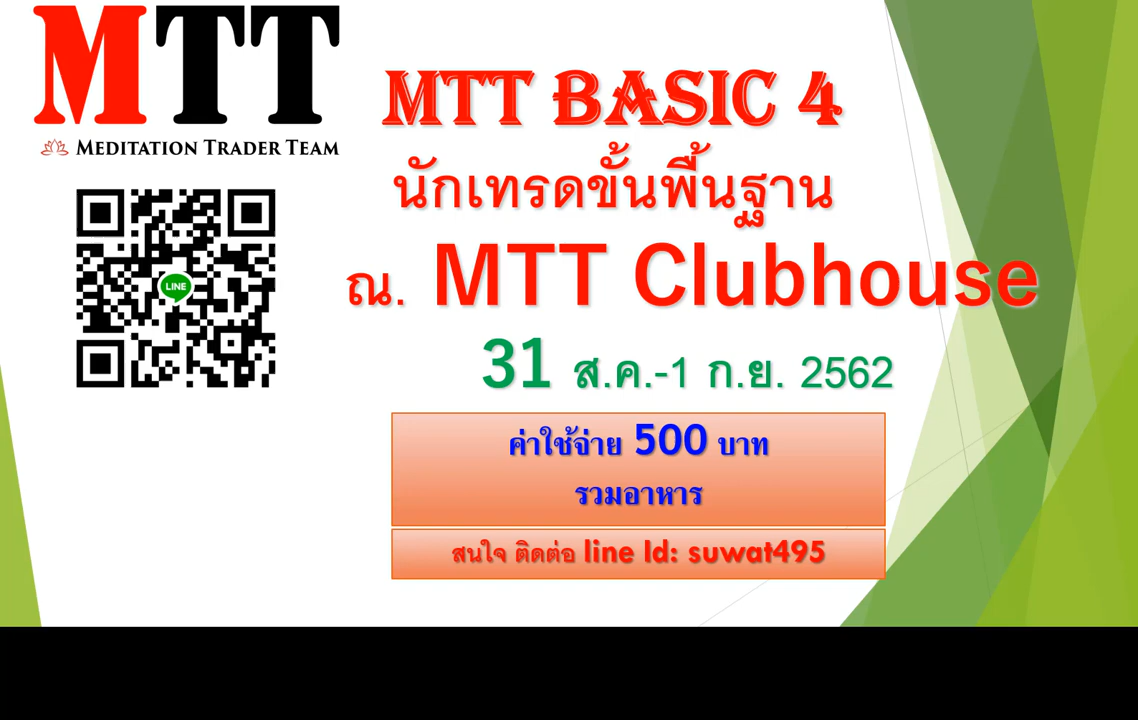 MTT
MEDITATION TRADER TEAM
MTT BASIC 4
นักเทรดขั้นพื้นฐาน
ณ. MTT Clubhouse
LINE
31 ส.ค.-1 ก.ย. 2562
ค่าใช้จ่าย 500 บาท
รวมอาหาร
สนใจ ติดต่อ line Id: suwat495